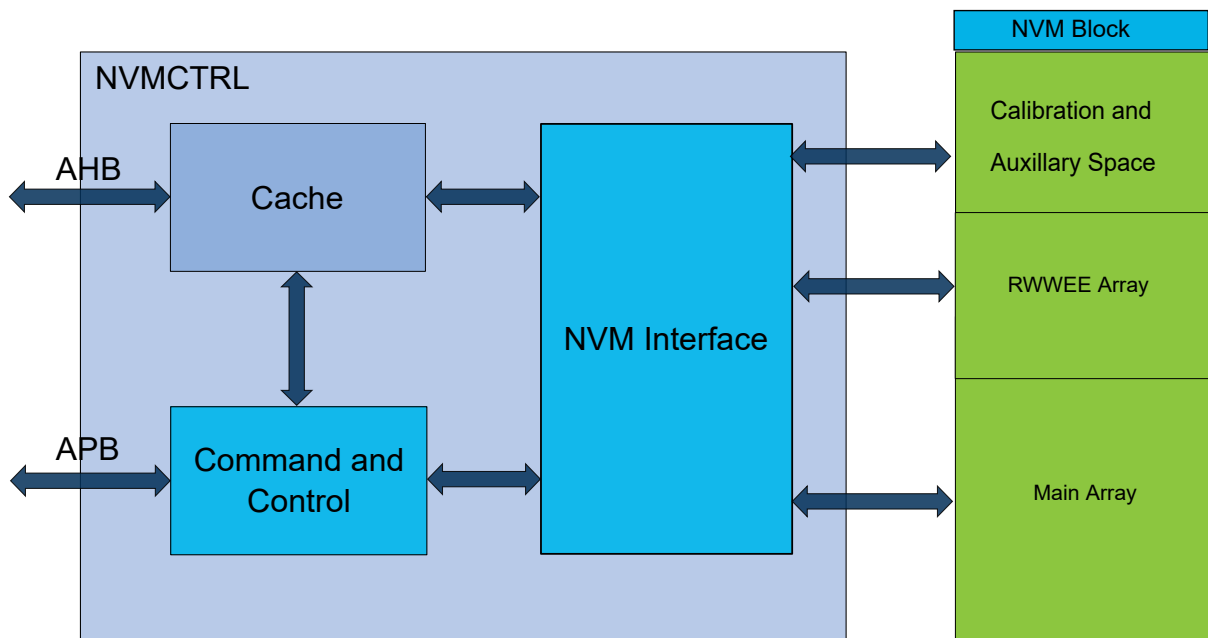 NVM Block
NVMCTRL
Calibration and
Auxillary Space
AHB
Cache
RWWEE Array
NVM Interface
APB
Command and
Control
Main Array